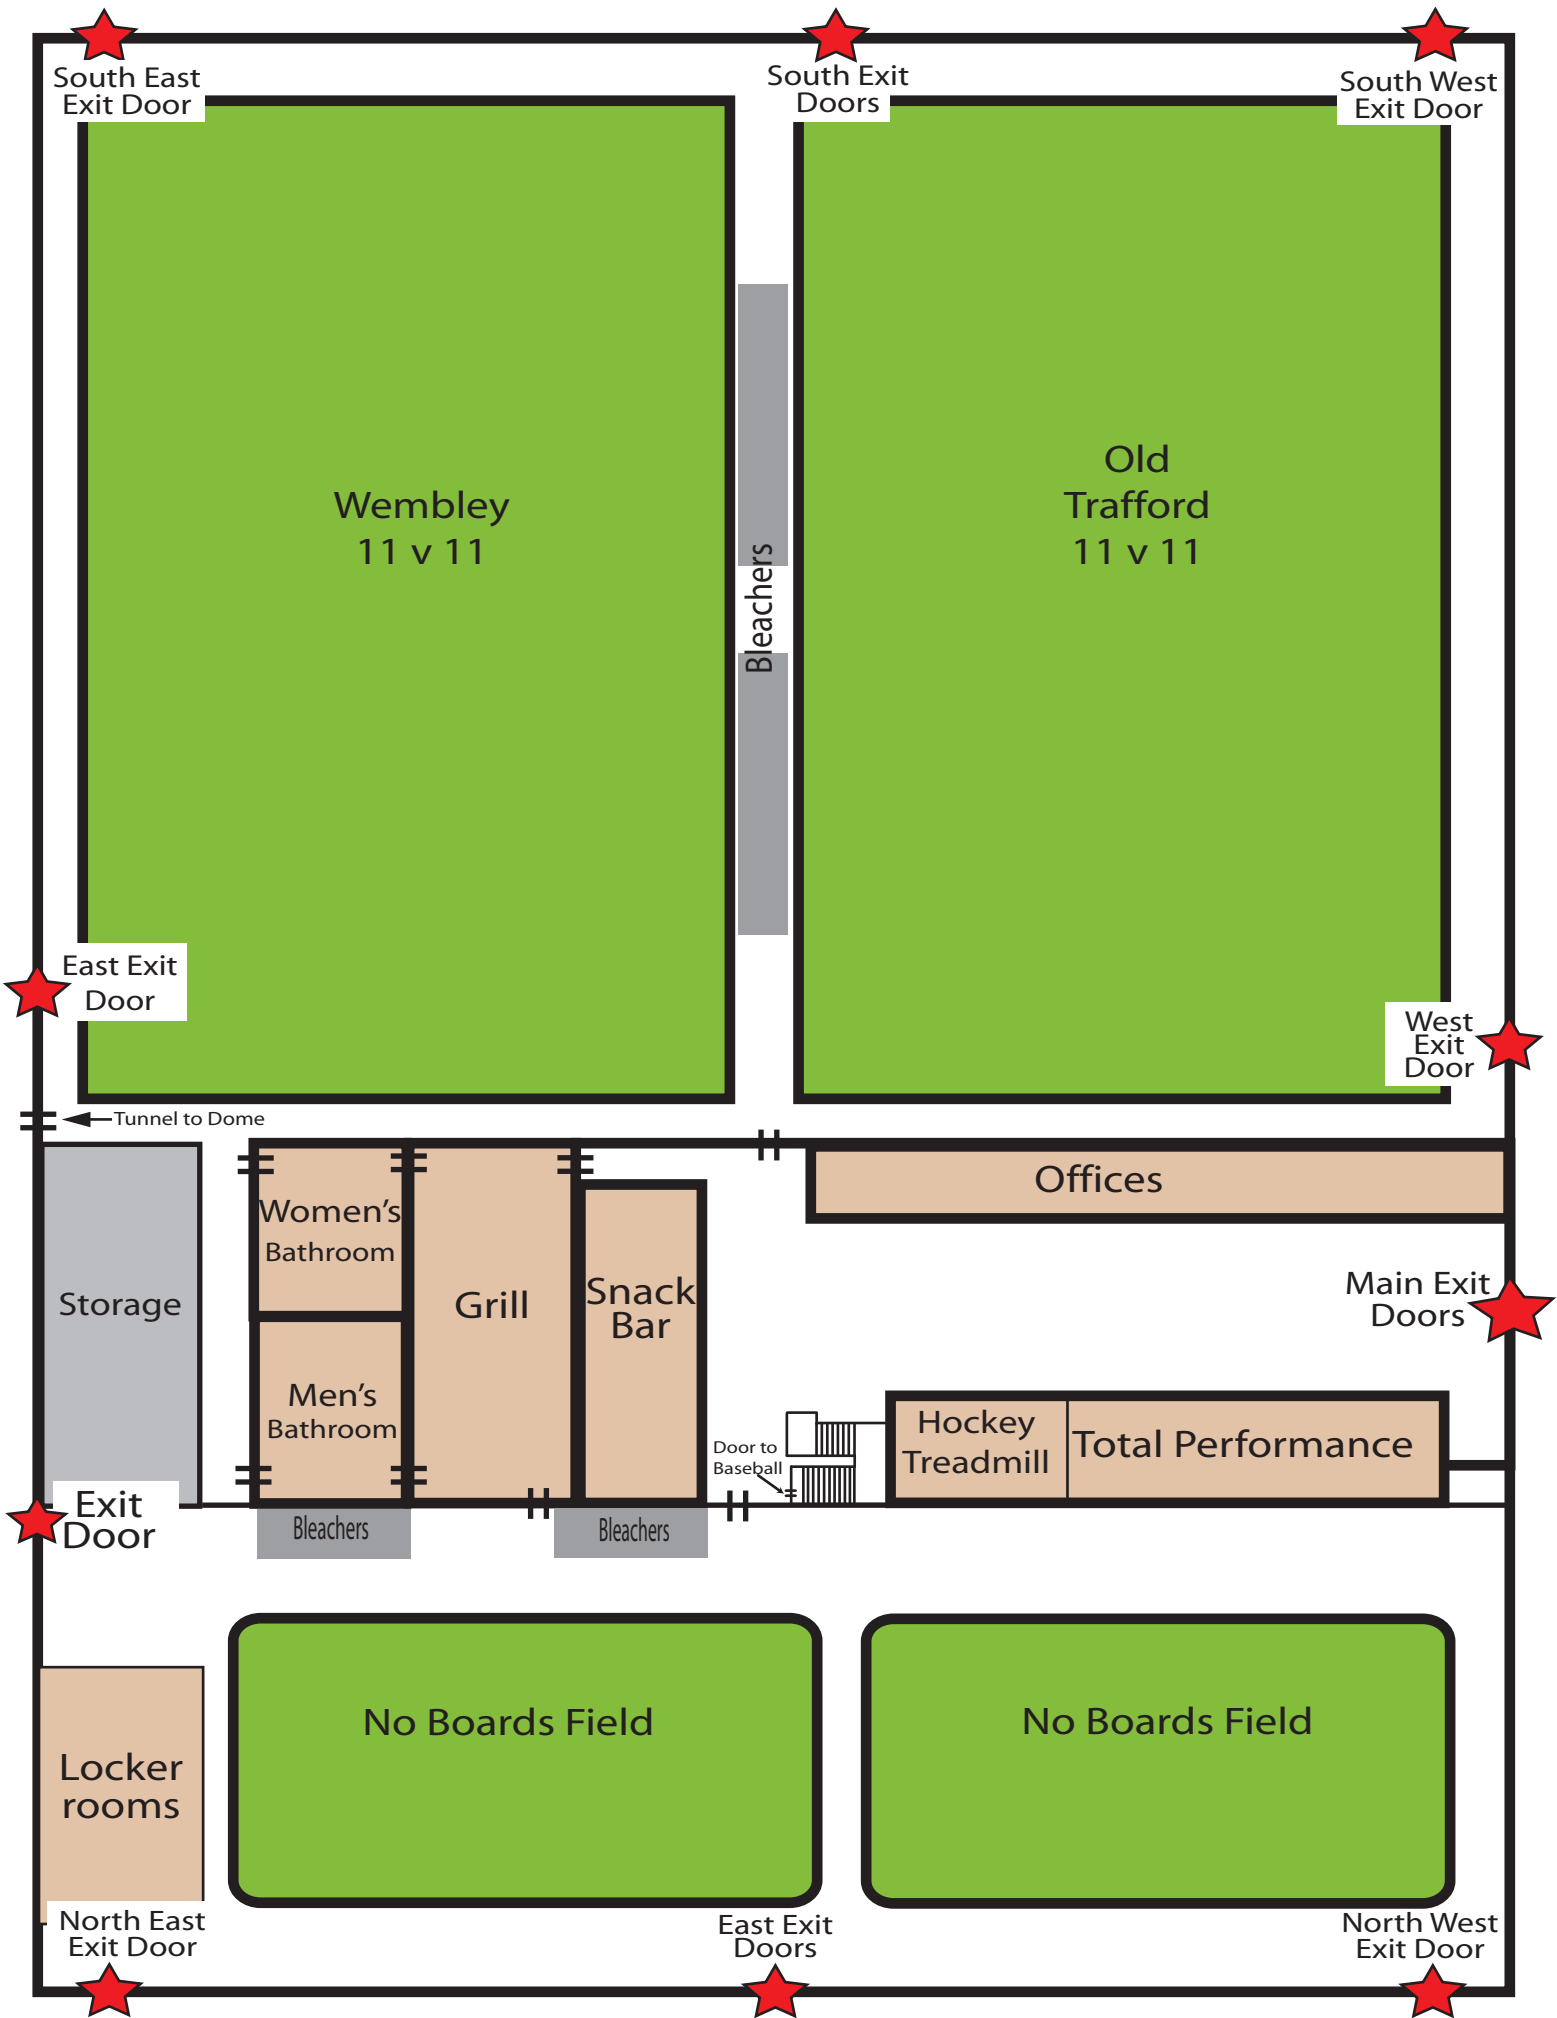 South East
Exit Door
South Exit
Doors
South West
Exit Door
Wembley
11 v 11
Old
Trafford
11 v 11
Bleachers
East Exit
Door
West
Exit
Door
Tunnel to Dome
Offices
Women's
Bathroom
Storage
Grill
Snack
Bar
Main Exit
Doors
Men's
Bathroom
Door to
Baseball
Hockey
Treadmill
Total Performance
Exit
Door
Bleachers
Bleachers
No Boards Field
No Boards Field
Locker
rooms
North East
Exit Door
East Exit
Doors
North West
Exit Door